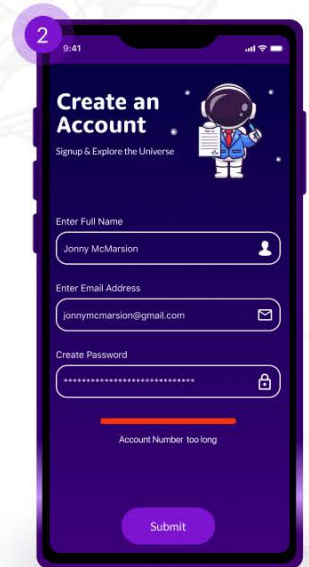 2
9:41
Create an
Account
Signup & Explore the Universe
Enter Full Name
Jonny McMarsion
Enter Email Address
jonnymcmarsion@gmail.com
Create Password
****************************
Account Number too long
Submit